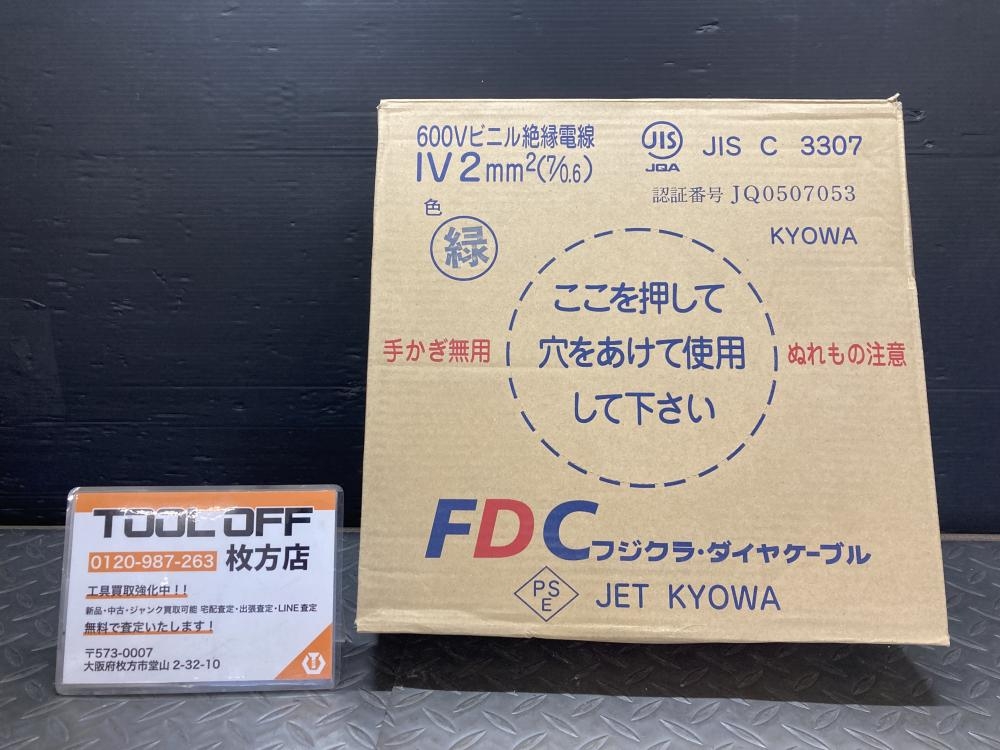 600Vビニル絶縁電線
IV2mm²(7/0.6)
色
緑
JIS
JQA
JIS C 3307
認証番号 JQ0507053
KYOWA
ここを押して
穴をあけて使用
して下さい
手かぎ無用
ぬれもの注意
FDCフジクラ・ダイヤケーブル
PS
E
JET KYOWA
TOOL OFF
0120-987-263 枚方店
工具買取強化中!!
新品・中古・ジャンク買取可能 宅配査定・出張査定・LINE査定
無料で査定いたします!
〒573-0007
大阪府枚方市堂山 2-32-10